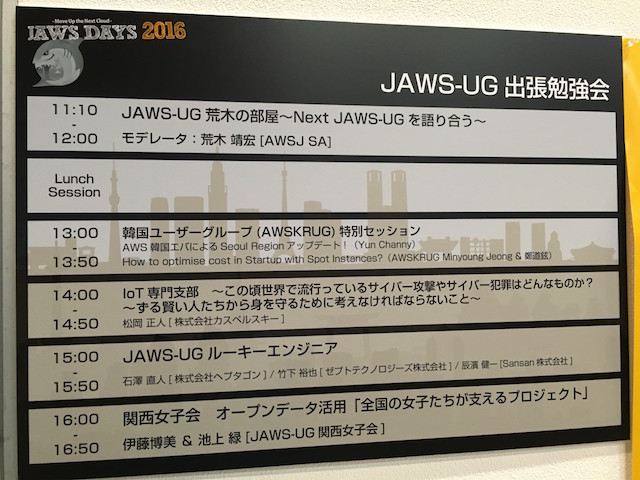 ~Move Up the Next Cloud~
JAWS DAYS 2016
JAWS-UG 出張勉強会
11:10
-
12:00
JAWS-UG 荒木の部屋~Next JAWS-UG を語り合う~
モデレータ:荒木 靖宏 [AWSJ SA]
Lunch
Session
13:00
-
13:50
韓国ユーザーグループ (AWSKRUG) 特別セッション
AWS 韓国エバによる Seoul Region アップデート!(Yun Channy)
How to optimise cost in Startup with Spot Instances?(AWSKRUG Minyoung Jeong & 鄭道鉉)
14:00
-
14:50
IoT 専門支部 ~この頃世界で流行っているサイバー攻撃やサイバー犯罪はどんなものか?
~ずる賢い人たちから身を守るために考えなければならないこと~
松岡 正人 [ 株式会社カスペルスキー ]
15:00
-
15:50
JAWS-UG ルーキーエンジニア
石澤 直人 [ 株式会社ヘプタゴン ] / 竹下 裕也 [ ゼプトテクノロジーズ株式会社 ] / 辰濱 健一 [Sansan 株式会社 ]
16:00
-
16:50
関西女子会 オープンデータ活用「全国の女子たちが支えるプロジェクト」
伊藤博美 & 池上 緑 [JAWS-UG 関西女子会 ]